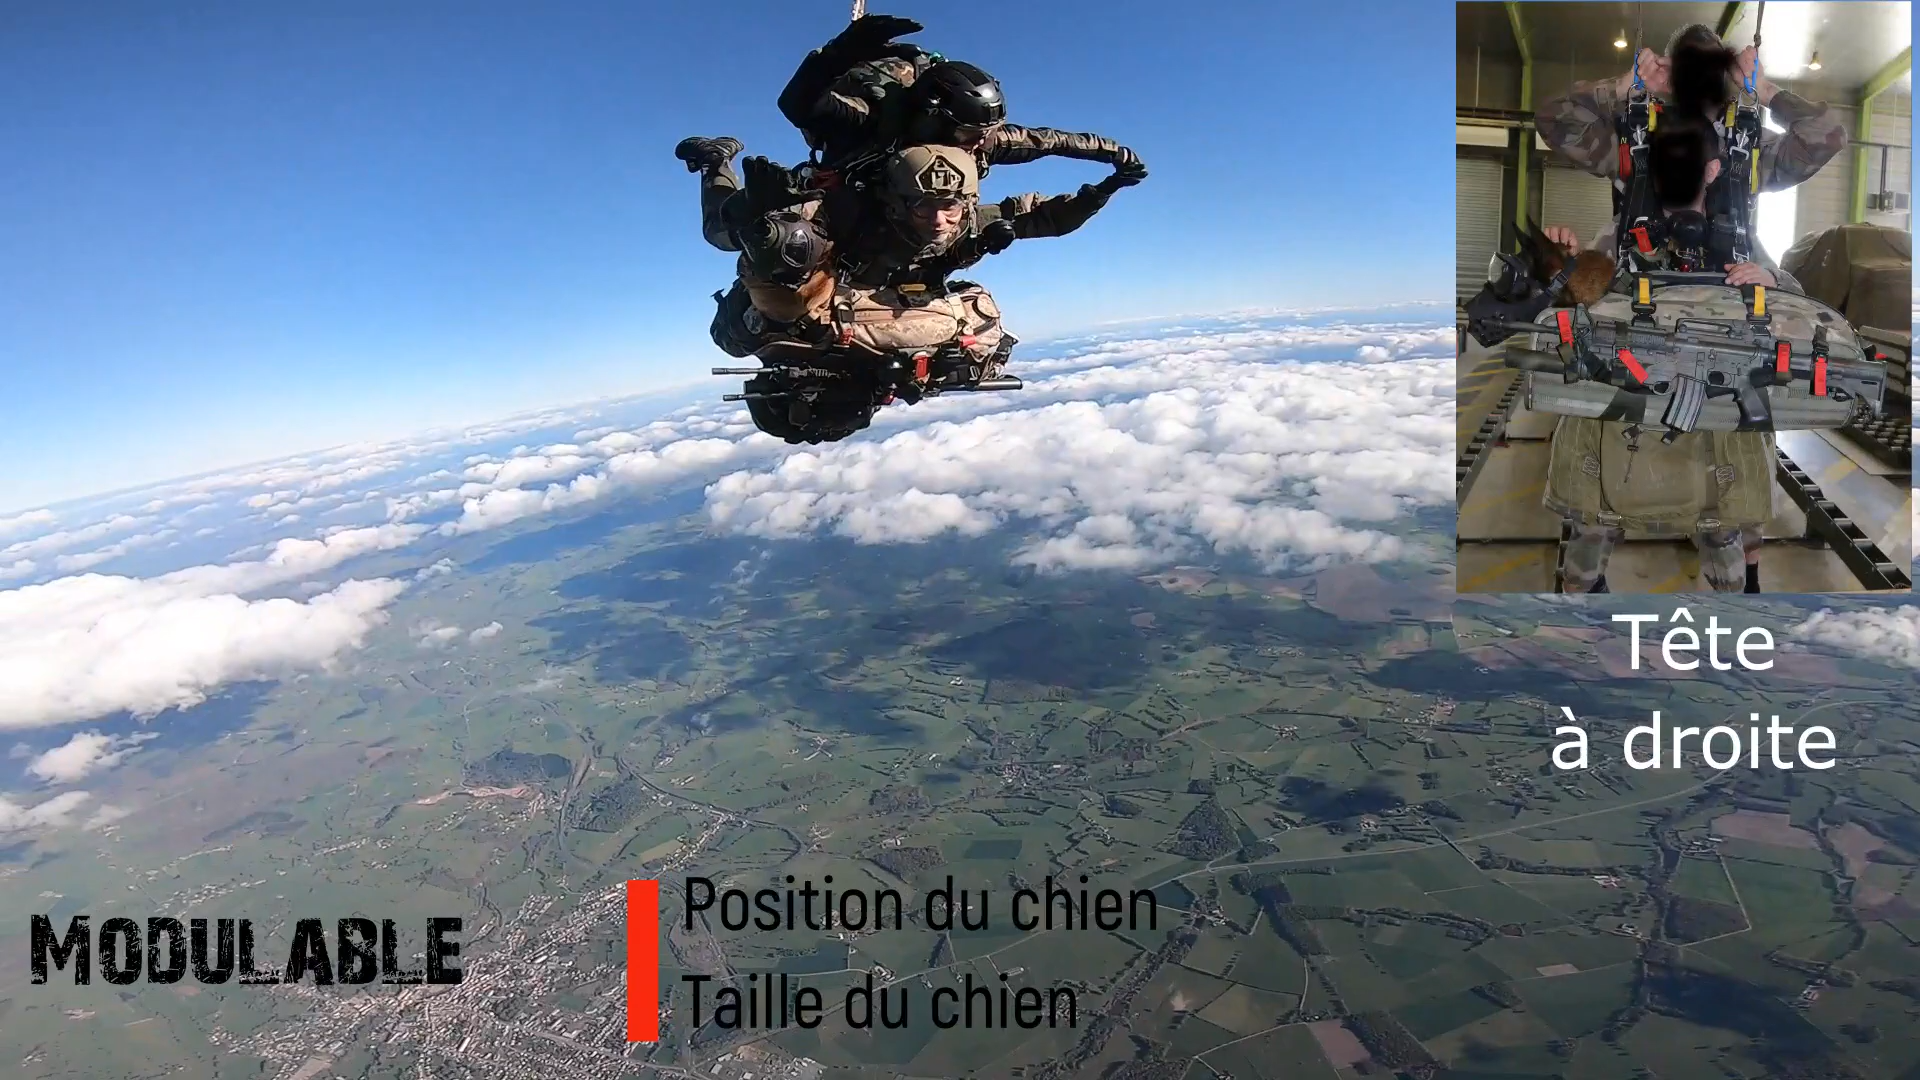 Tête
à droite
MODULABLE
Position du chien
Taille du chien